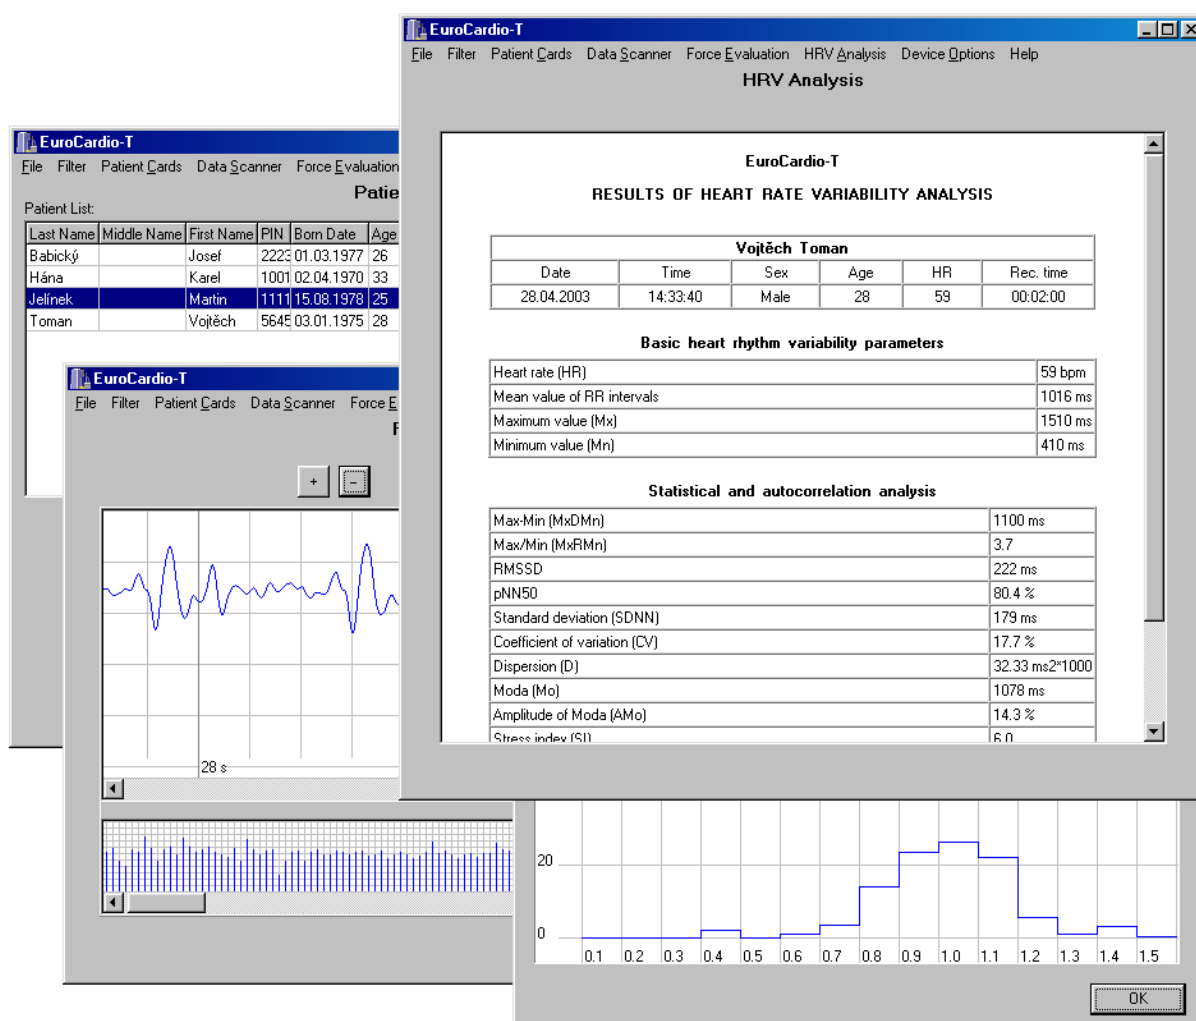 EuroCardio-T
File Filter Patient Cards Data Scanner Force Evaluation HRV Analysis Device Options Help
HRV Analysis
EuroCardio-T
RESULTS OF HEART RATE VARIABILITY ANALYSIS
Vojtěch Toman
Date Time Sex Age HR Rec. time
28.04.2003 14:33:40 Male 28 59 00:02:00
Basic heart rhythm variability parameters
Heart rate (HR) 59 bpm
Mean value of RR intervals 1016 ms
Maximum value (Mx) 1510 ms
Minimum value (Mn) 410 ms
Statistical and autocorrelation analysis
Max-Min (MxDMn) 1100 ms
Max/Min (MxRMn) 3.7
RMSSD 222 ms
pNN50 80.4 %
Standard deviation (SDNN) 179 ms
Coefficient of variation (CV) 17.7 %
Dispersion (D) 32.33 ms2*1000
Moda (Mo) 1078 ms
Amplitude of Moda (AMo) 14.3 %
Stress index (SI) 6.0
EuroCardio-T
File Filter Patient Cards Data Scanner Force Evaluation
Patie
Patient List:
Last Name Middle Name First Name PIN Born Date Age
Babický Josef 2223 01.03.1977 26
Hána Karel 1001 02.04.1970 33
Jelínek Martin 1111 15.08.1978 25
Toman Vojtěch 5645 03.01.1975 28
EuroCardio-T
File Filter Patient Cards Data Scanner Force E
+ -
28 s
20
0
0.1 0.2 0.3 0.4 0.5 0.6 0.7 0.8 0.9 1.0 1.1 1.2 1.3 1.4 1.5
OK